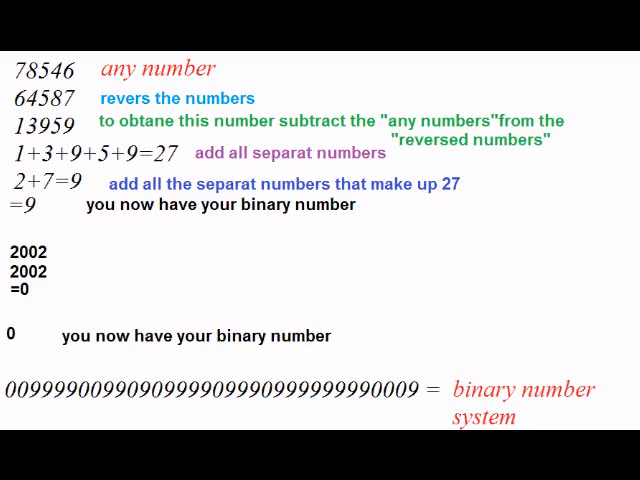 78546 any number
64587 revers the numbers
13959 to obtane this number subtract the "any numbers"from the
"reversed numbers"
1+3+9+5+9=27 add all separat numbers
2+7=9 add all the separat numbers that make up 27
=9 you now have your binary number
2002
2002
=0
0 you now have your binary number
0099990099090999909990999999990009 = binary number
system